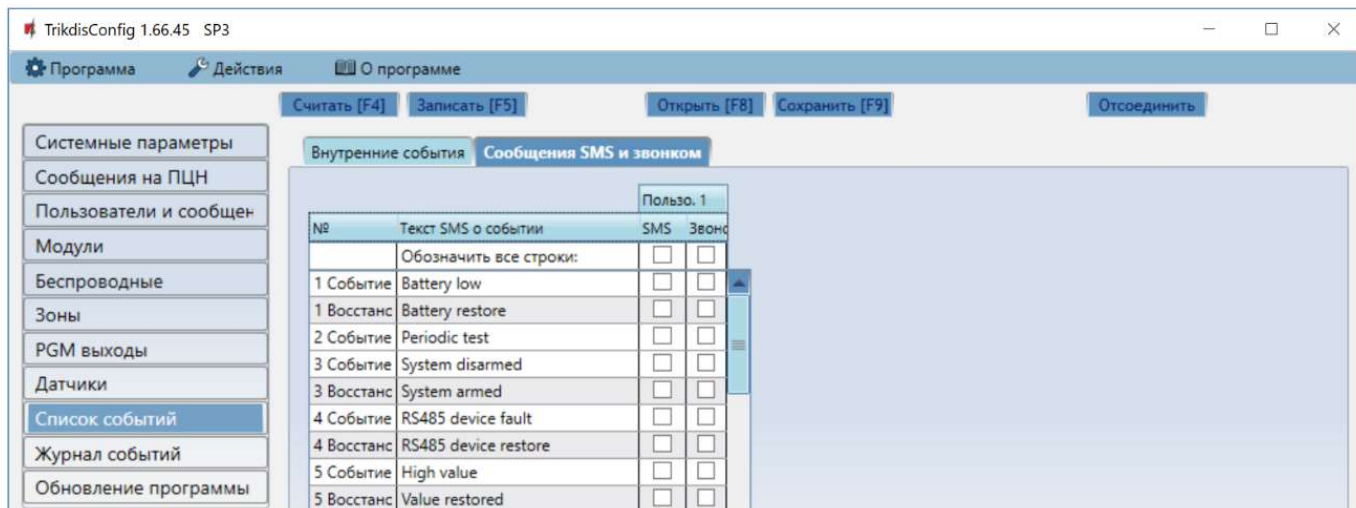 TrikdisConfig 1.66.45 SP3
Программа Действия О программе
Считать [F4] Записать [F5] Открыть [F8] Сохранить [F9] Отсоединить
Системные параметры
Сообщения на ПЦН
Пользователи и сообщен
Модули
Беспроводные
Зоны
PGM выходы
Датчики
Список событий
Журнал событий
Обновление программы
Внутренние события Сообщения SMS и звонком
Пользо. 1
№ Текст SMS о событии SMS Звонс
Обозначить все строки:
1 Событие Battery low
1 Восстанс Battery restore
2 Событие Periodic test
3 Событие System disarmed
3 Восстанс System armed
4 Событие RS485 device fault
4 Восстанс RS485 device restore
5 Событие High value
5 Восстанс Value restored